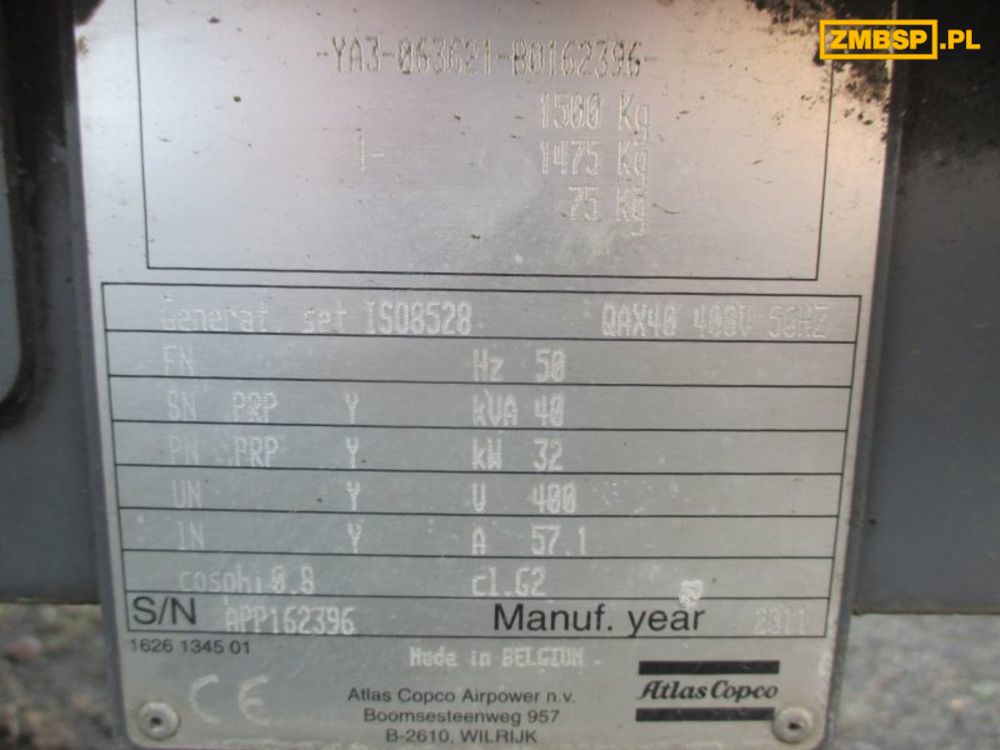 ZMBSP.PL
-YA3-063621-B0162396-
1500 Kg
1- 1475 Kg
75 Kg
Generat. set ISO8528 QAX40 400V 50HZ
FN Hz 50
SN PRP Y kVA 40
PN PRP Y kW 32
UN Y V 400
IN Y A 57.1
cosphi 0.8 cl.G2
S/N APP162396 Manuf. year 2011
1626 1345 01
Made in BELGIUM
CE
Atlas Copco Airpower n.v.
Boomsesteenweg 957
B-2610, WILRIJK
Atlas Copco